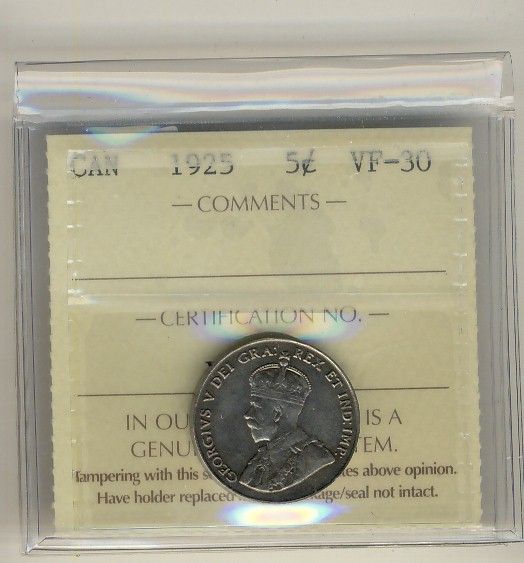 CAN 1925 5¢ VF-30
— COMMENTS —
— CERTIFICATION NO. —
GEORGIVS V DEI GRA: REX ET IND: IMP:
IN OU IS A
GENU EM.
Tampering with this s es above opinion.
Have holder replaced age/seal not intact.